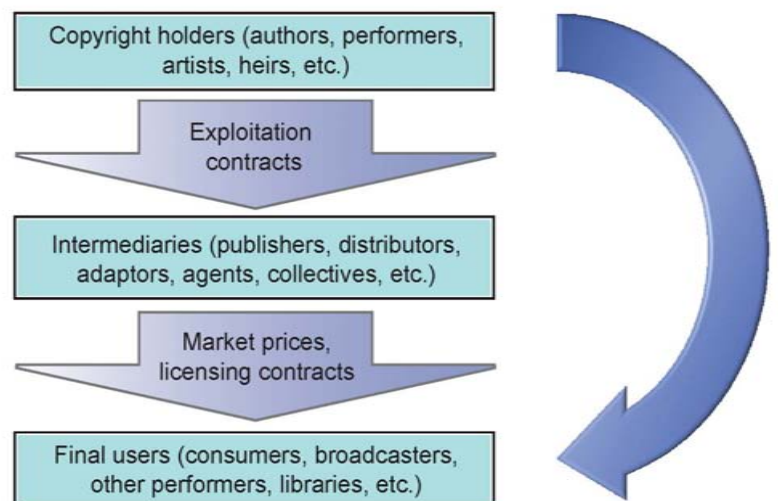 Copyright holders (authors, performers,
artists, heirs, etc.)
Exploitation
contracts
Intermediaries (publishers, distributors,
adaptors, agents, collectives, etc.)
Market prices,
licensing contracts
Final users (consumers, broadcasters,
other performers, libraries, etc.)